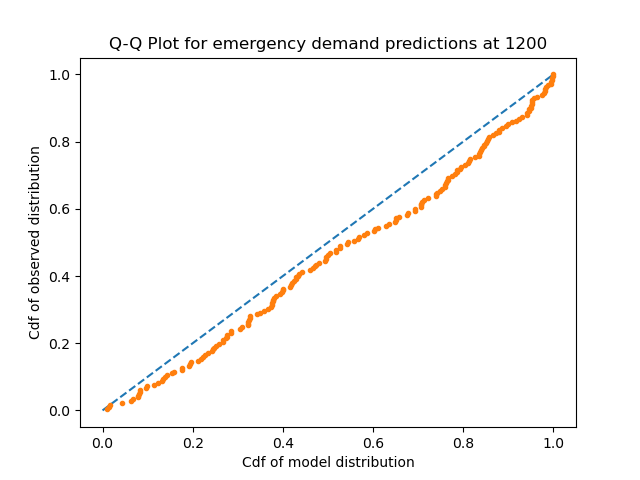 Q-Q Plot for emergency demand predictions at 1200
1.0
0.8
0.6
0.4
0.2
0.0
Cdf of observed distribution
0.0 0.2 0.4 0.6 0.8 1.0
Cdf of model distribution